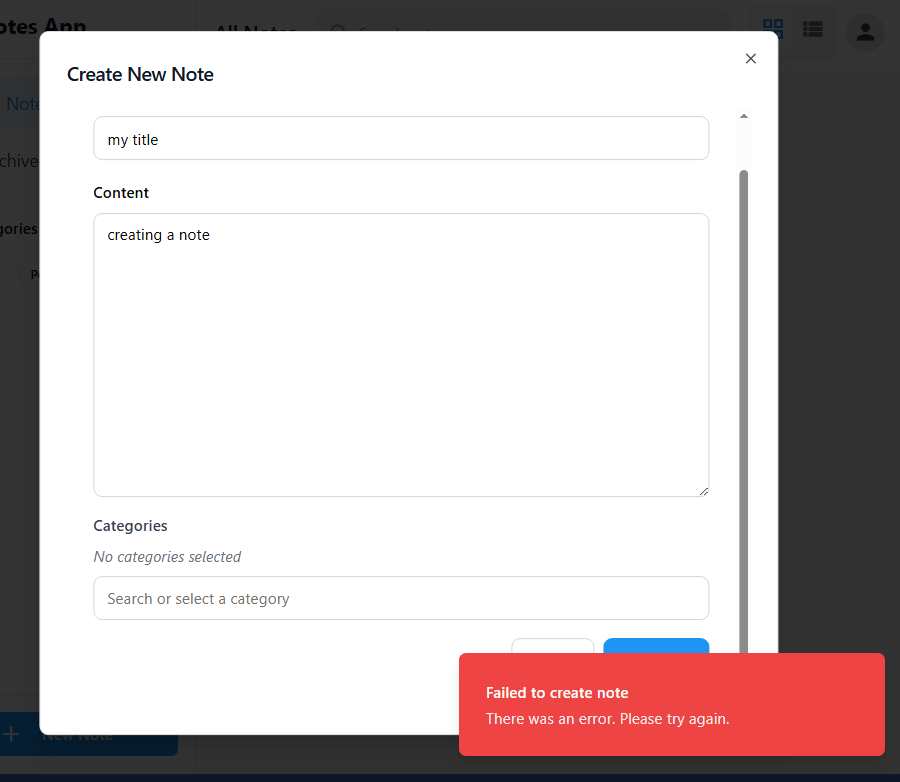 otes App
All Notes
Create New Note
Note
my title
chive
Content
gories
creating a note
Categories
No categories selected
Search or select a category
Failed to create note
There was an error. Please try again.
New Note